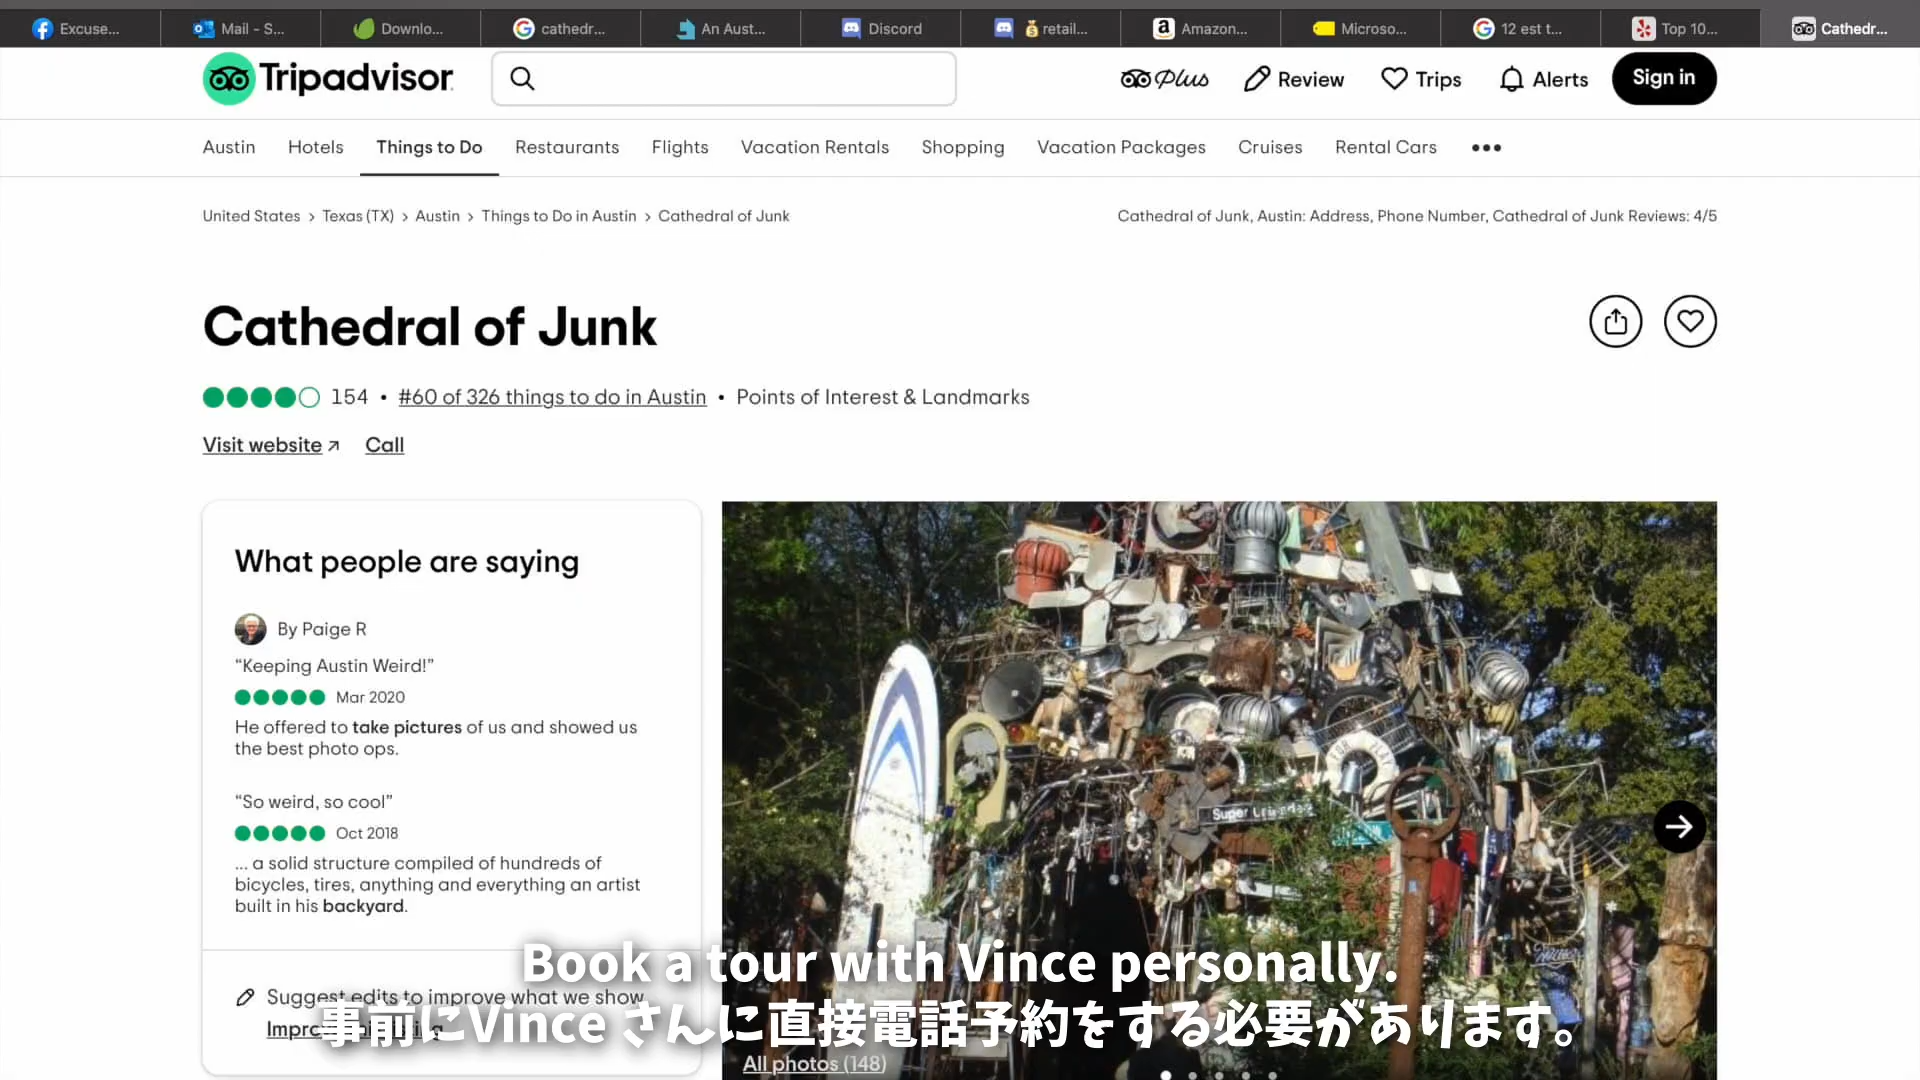 Excuse...
Mail - S...
Downlo...
cathedr...
An Aust...
Discord
retail...
Amazon...
Microso...
12 est t...
Top 10...
Cathedr...
Tripadvisor
Plus
Review
Trips
Alerts
Sign in
Austin
Hotels
Things to Do
Restaurants
Flights
Vacation Rentals
Shopping
Vacation Packages
Cruises
Rental Cars
United States › Texas (TX) › Austin › Things to Do in Austin › Cathedral of Junk
Cathedral of Junk, Austin: Address, Phone Number, Cathedral of Junk Reviews: 4/5
Cathedral of Junk
154 • #60 of 326 things to do in Austin • Points of Interest & Landmarks
Visit website
Call
What people are saying
By Paige R
“Keeping Austin Weird!”
Mar 2020
He offered to take pictures of us and showed us
the best photo ops.
“So weird, so cool”
Oct 2018
... a solid structure compiled of hundreds of
bicycles, tires, anything and everything an artist
built in his backyard.
Suggest edits to improve what we show.
FOR PLAY
Super
Book a tour with Vince personally.
事前にVince さんに直接電話予約をする必要があります。
All photos (148)